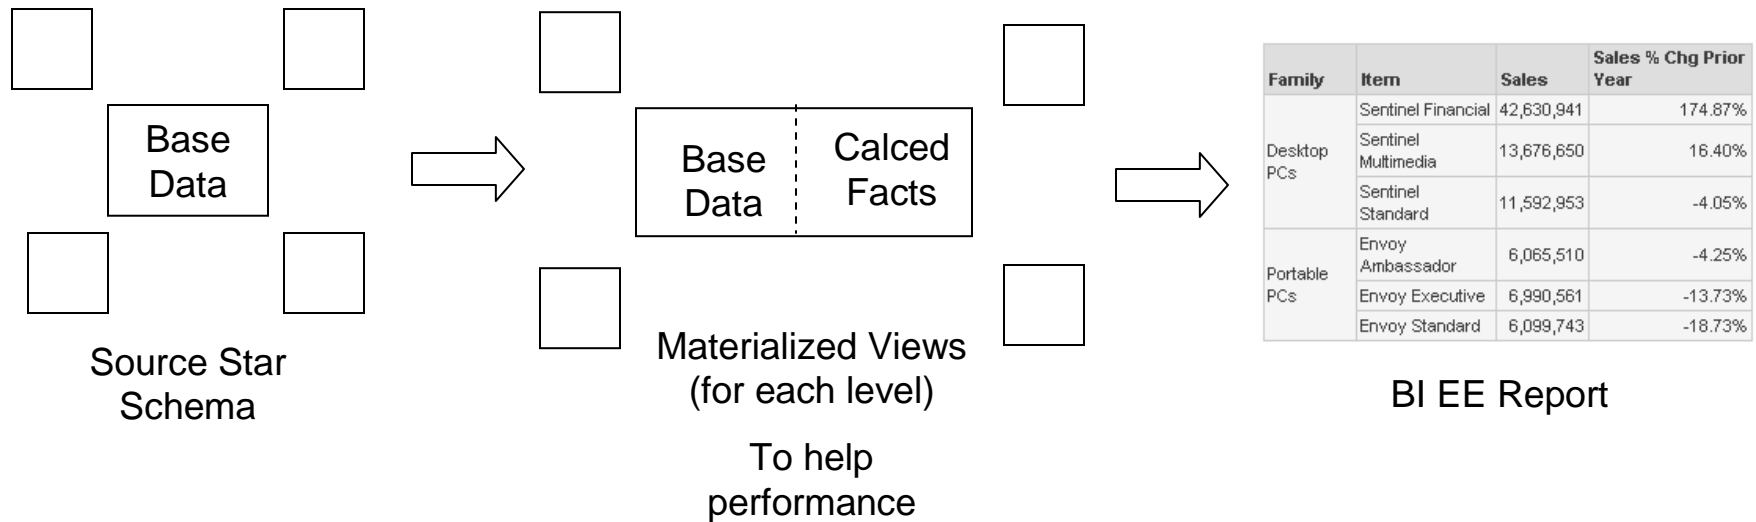 Base
Data
Source Star
Schema
Base
Data
Calced
Facts
Materialized Views
(for each level)
To help
performance
Family Item Sales Sales % Chg Prior
Year
Desktop
PCs
Sentinel Financial 42,630,941 174.87%
Sentinel
Multimedia 13,676,650 16.40%
Sentinel
Standard 11,592,953 -4.05%
Portable
PCs
Envoy
Ambassador 6,065,510 -4.25%
Envoy Executive 6,990,561 -13.73%
Envoy Standard 6,099,743 -18.73%
BI EE Report